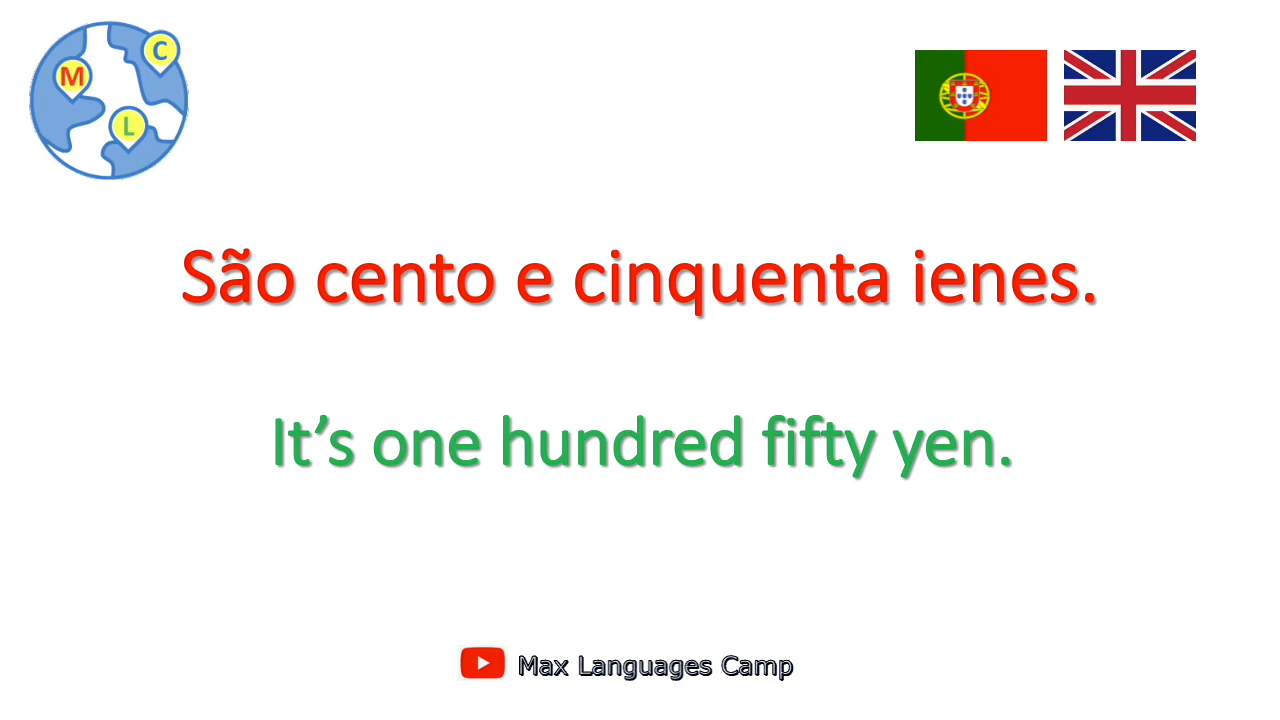 M
C
L
São cento e cinquenta ienes.
It’s one hundred fifty yen.
Max Languages Camp